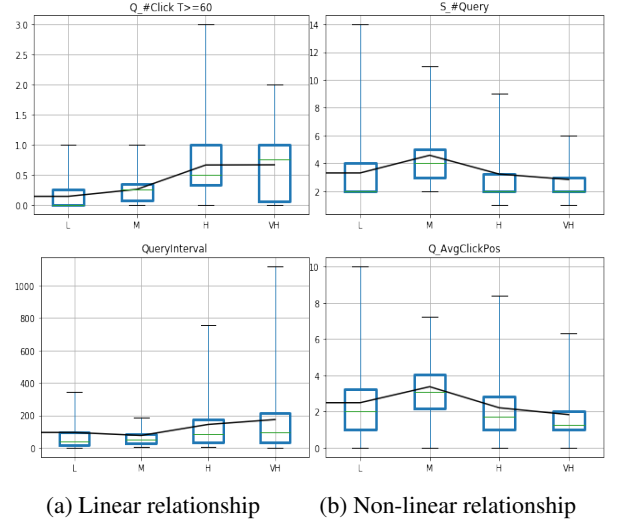 Q_#Click T>=60
3.0
2.5
2.0
1.5
1.0
0.5
0.0
L M H VH
S_#Query
14
12
10
8
6
4
2
L M H VH
QueryInterval
1000
800
600
400
200
0
L M H VH
Q_AvgClickPos
10
8
6
4
2
0
L M H VH
(a) Linear relationship
(b) Non-linear relationship